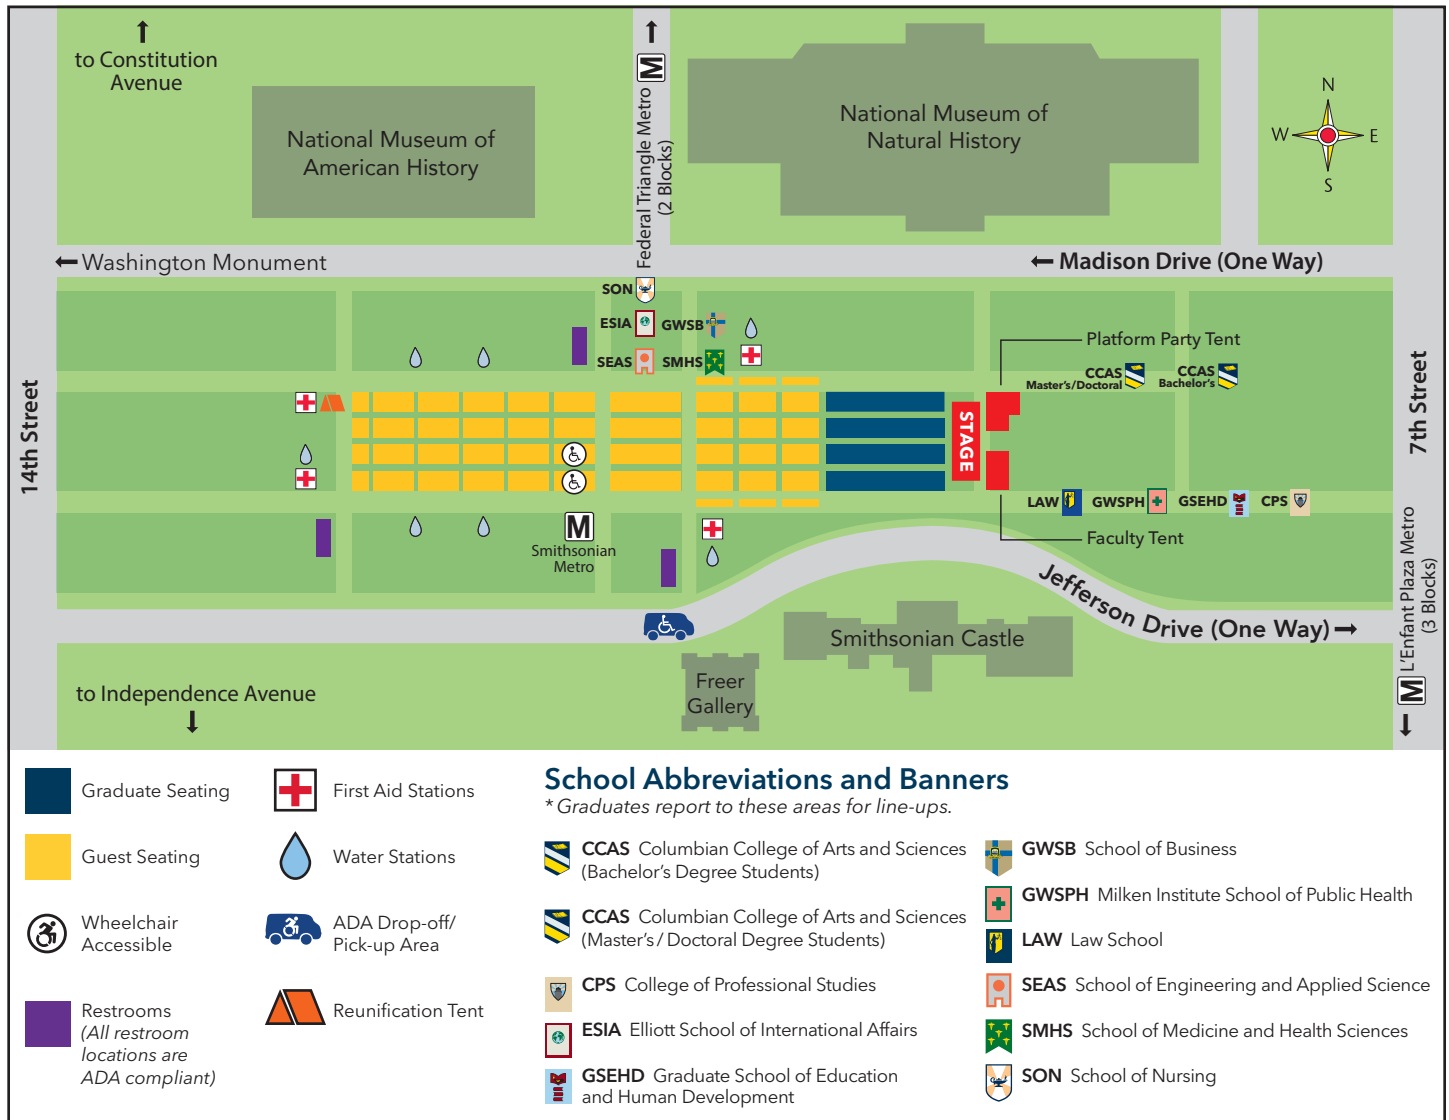 to Constitution
Avenue
National Museum of
American History
Federal Triangle Metro
(2 Blocks)
M
National Museum of
Natural History
N
W
E
S
Washington Monument
Madison Drive (One Way)
SON
ESIA
GWSB
SEAS
SMHS
Platform Party Tent
CCAS
Master's/Doctoral
CCAS
Bachelor's
14th Street
7th Street
STAGE
LAW
GWSPH
GSEHD
CPS
Faculty Tent
M
Smithsonian
Metro
Jefferson Drive (One Way)
L'Enfant Plaza Metro
(3 Blocks)
M
Smithsonian Castle
Freer
Gallery
to Independence Avenue
Graduate Seating
Guest Seating
Wheelchair
Accessible
Restrooms
(All restroom
locations are
ADA compliant)
First Aid Stations
Water Stations
ADA Drop-off/
Pick-up Area
Reunification Tent
School Abbreviations and Banners
* Graduates report to these areas for line-ups.
CCAS Columbian College of Arts and Sciences
(Bachelor's Degree Students)
CCAS Columbian College of Arts and Sciences
(Master's / Doctoral Degree Students)
CPS College of Professional Studies
ESIA Elliott School of International Affairs
GSEHD Graduate School of Education
and Human Development
GWSB School of Business
GWSPH Milken Institute School of Public Health
LAW Law School
SEAS School of Engineering and Applied Science
SMHS School of Medicine and Health Sciences
SON School of Nursing